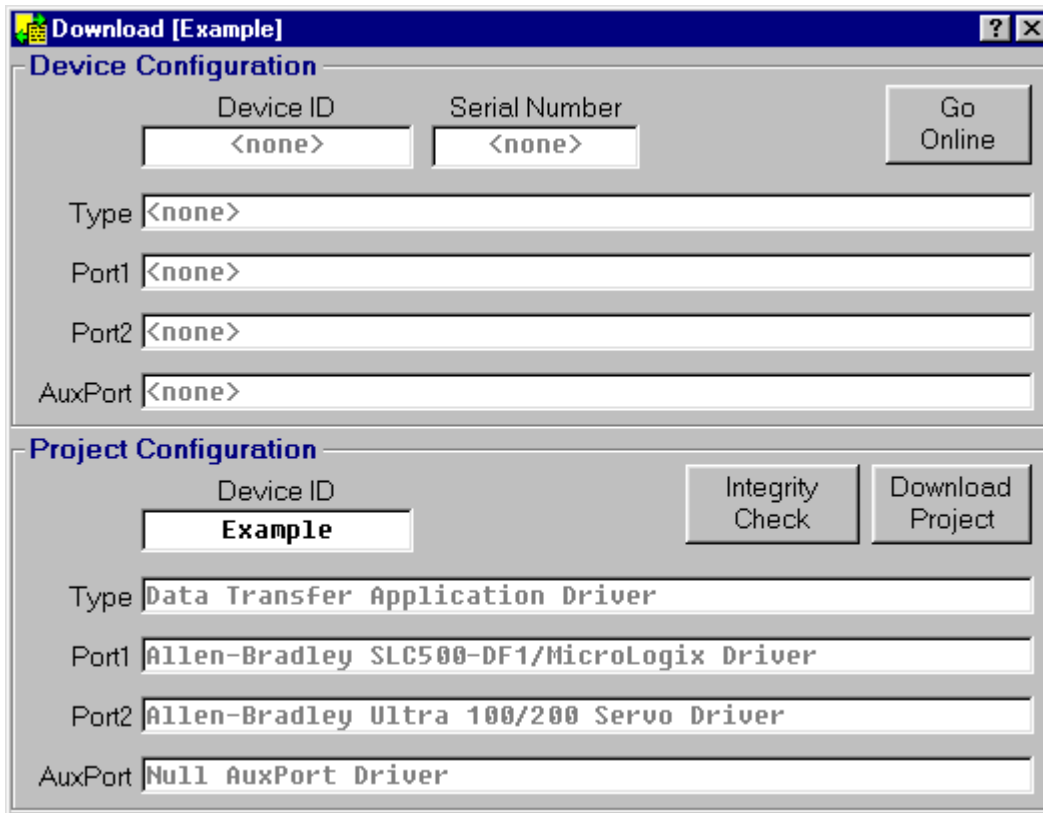 Download [Example]
Device Configuration
Device ID
Serial Number
Go
Online
<none>
<none>
Type <none>
Port1 <none>
Port2 <none>
AuxPort <none>
Project Configuration
Device ID
Integrity
Check
Download
Project
Example
Type Data Transfer Application Driver
Port1 Allen-Bradley SLC500-DF1/MicroLogix Driver
Port2 Allen-Bradley Ultra 100/200 Servo Driver
AuxPort Null AuxPort Driver